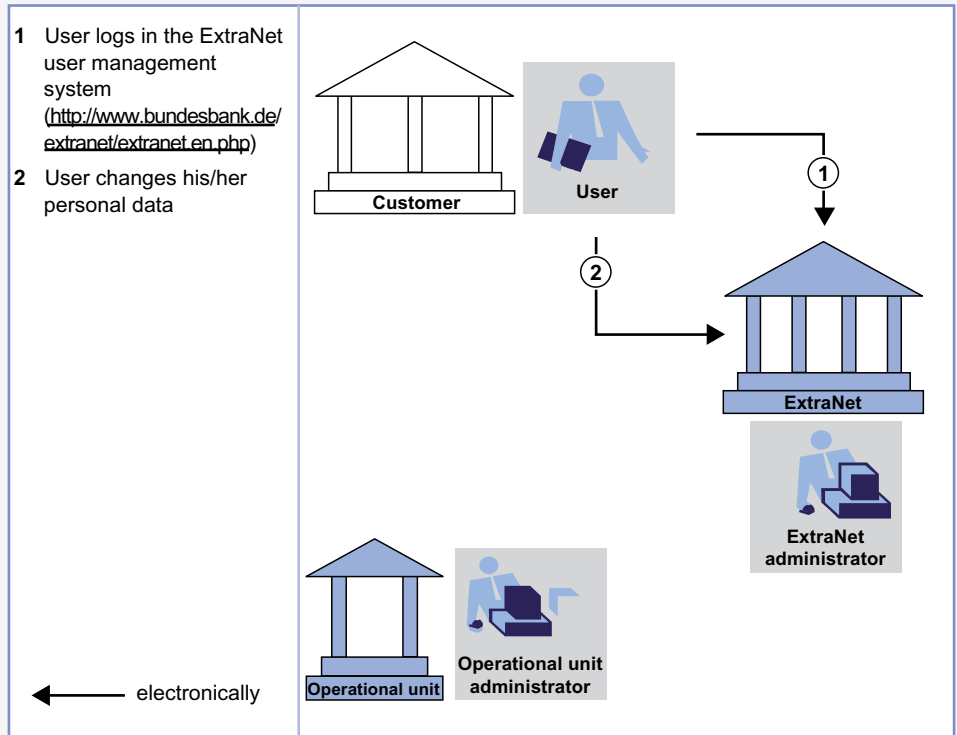 1 User logs in the ExtraNet
user management
system
(http://www.bundesbank.de/
extranet/extranet.en.php)
2 User changes his/her
personal data
Customer
User
1
2
ExtraNet
ExtraNet
administrator
Operational unit
Operational unit
administrator
electronically